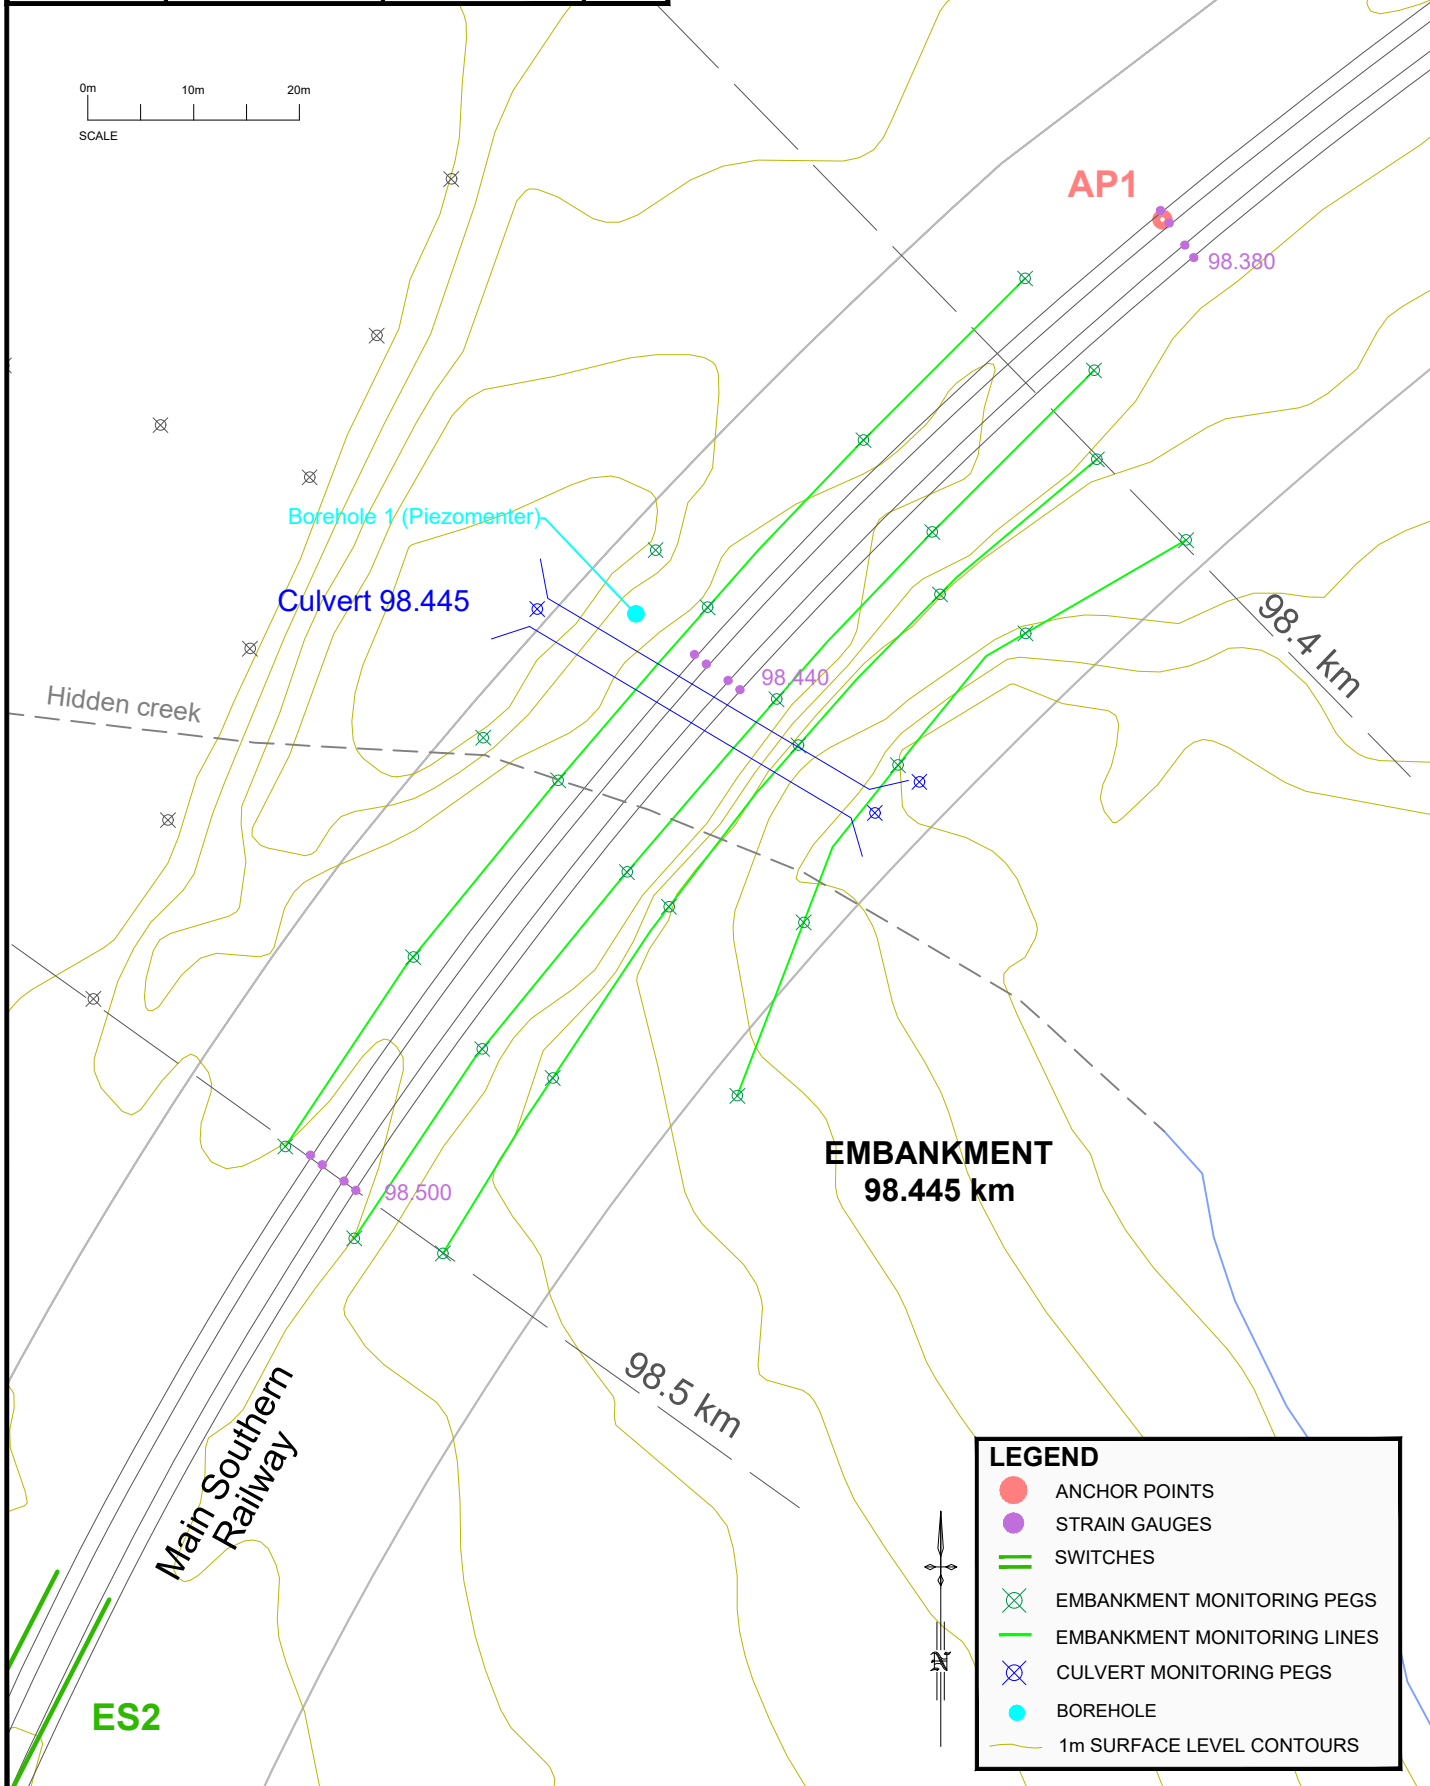 0m 10m 20m
SCALE
AP1
98.380
Borehole 1 (Piezomenter)
Culvert 98.445
98.4 km
98.440
Hidden creek
EMBANKMENT
98.445 km
98.500
98.5 km
Main Southern
Railway
ES2
N
LEGEND
ANCHOR POINTS
STRAIN GAUGES
SWITCHES
EMBANKMENT MONITORING PEGS
EMBANKMENT MONITORING LINES
CULVERT MONITORING PEGS
BOREHOLE
1m SURFACE LEVEL CONTOURS